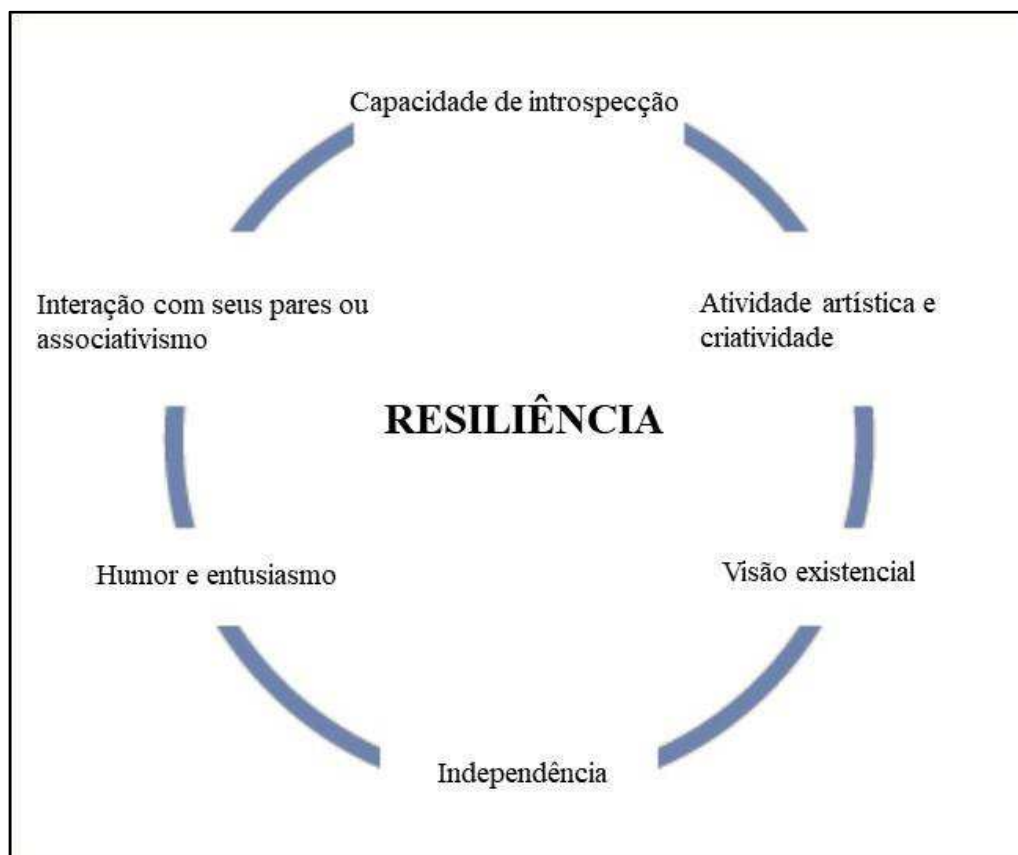 Capacidade de introspecção
Interação com seus pares ou
associativismo
Atividade artística e
criatividade
RESILIÊNCIA
Humor e entusiasmo
Visão existencial
Independência